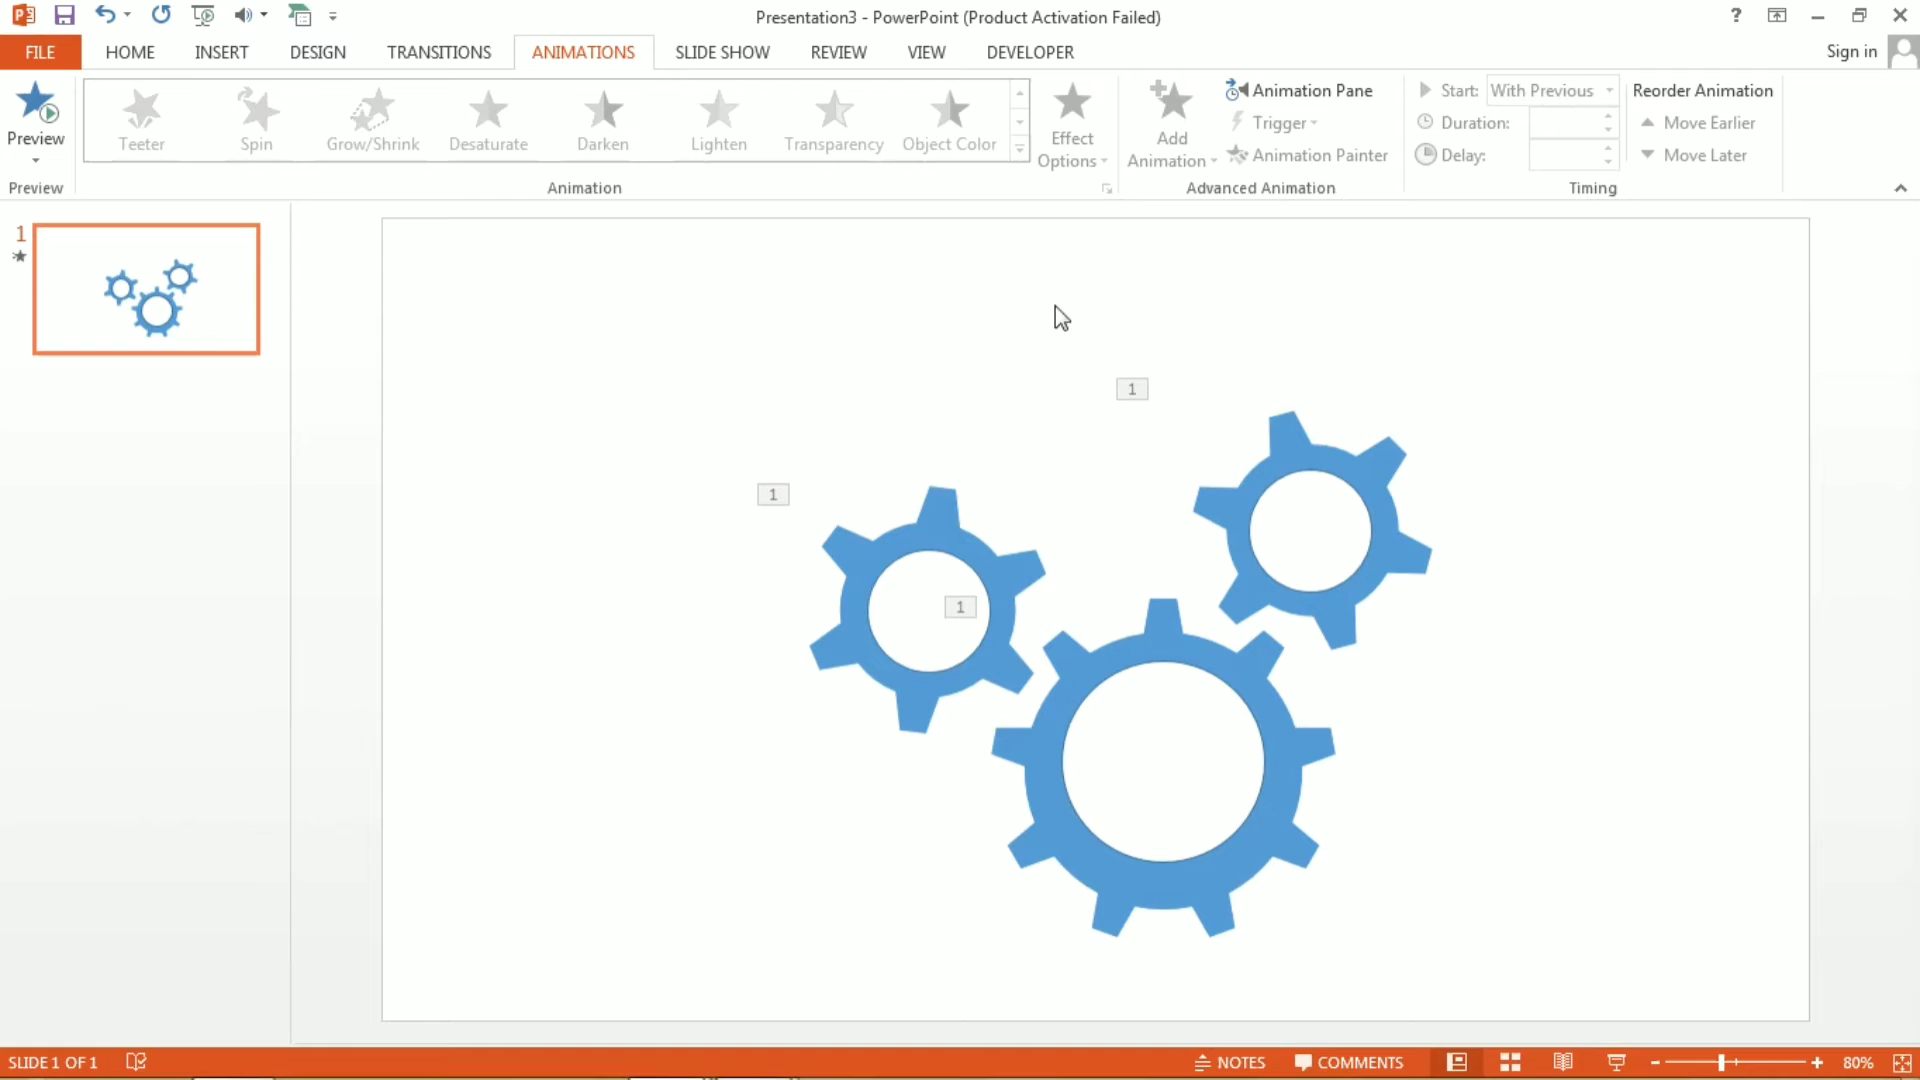 Presentation3 - PowerPoint (Product Activation Failed)
?
FILE HOME INSERT DESIGN TRANSITIONS ANIMATIONS SLIDE SHOW REVIEW VIEW DEVELOPER Sign in
Preview
Teeter Spin Grow/Shrink Desaturate Darken Lighten Transparency Object Color
Effect Options
Add Animation
Animation Pane
Trigger
Animation Painter
Start: With Previous
Duration:
Delay:
Reorder Animation
Move Earlier
Move Later
Preview Animation Advanced Animation Timing
1
1
1
1
SLIDE 1 OF 1 NOTES COMMENTS 80%